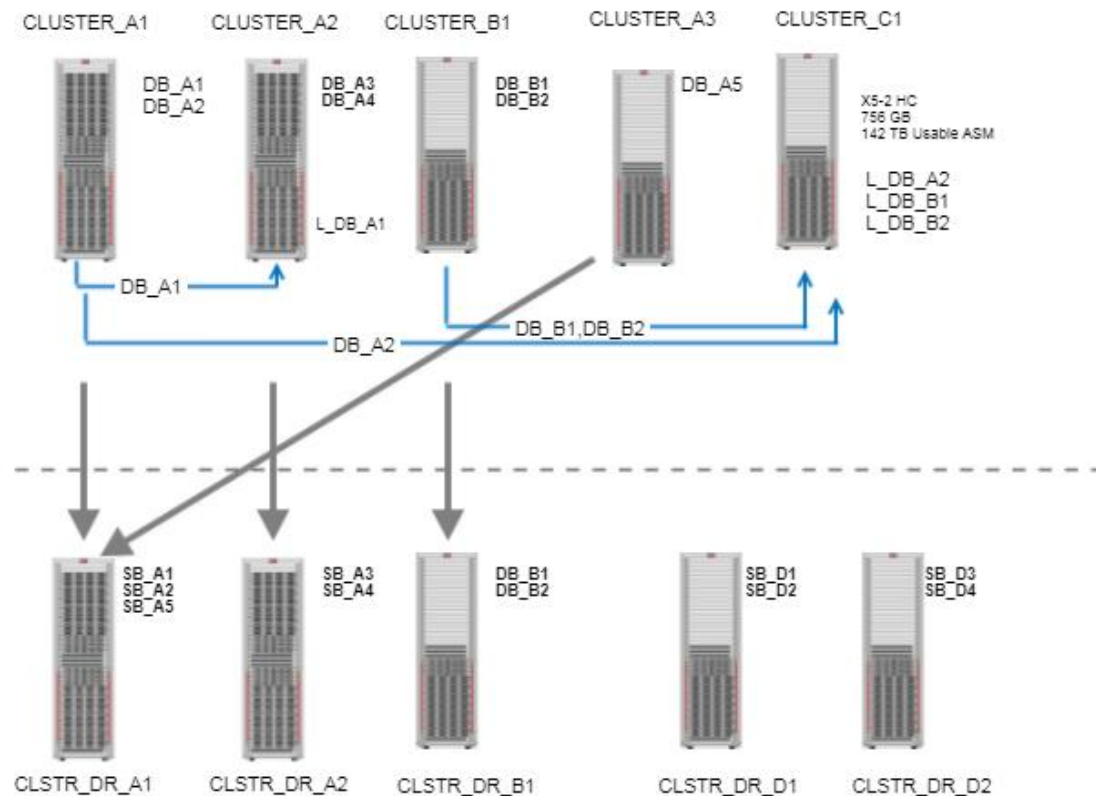 CLUSTER_A1
CLUSTER_A2
CLUSTER_B1
CLUSTER_A3
CLUSTER_C1
DB_A1
DB_A2
DB_A3
DB_A4
DB_B1
DB_B2
DB_A5
X5-2 HC
756 GB
142 TB Usable ASM
L_DB_A1
L_DB_A2
L_DB_B1
L_DB_B2
DB_A1
DB_B1,DB_B2
DB_A2
SB_A1
SB_A2
SB_A5
SB_A3
SB_A4
DB_B1
DB_B2
SB_D1
SB_D2
SB_D3
SB_D4
CLSTR_DR_A1
CLSTR_DR_A2
CLSTR_DR_B1
CLSTR_DR_D1
CLSTR_DR_D2